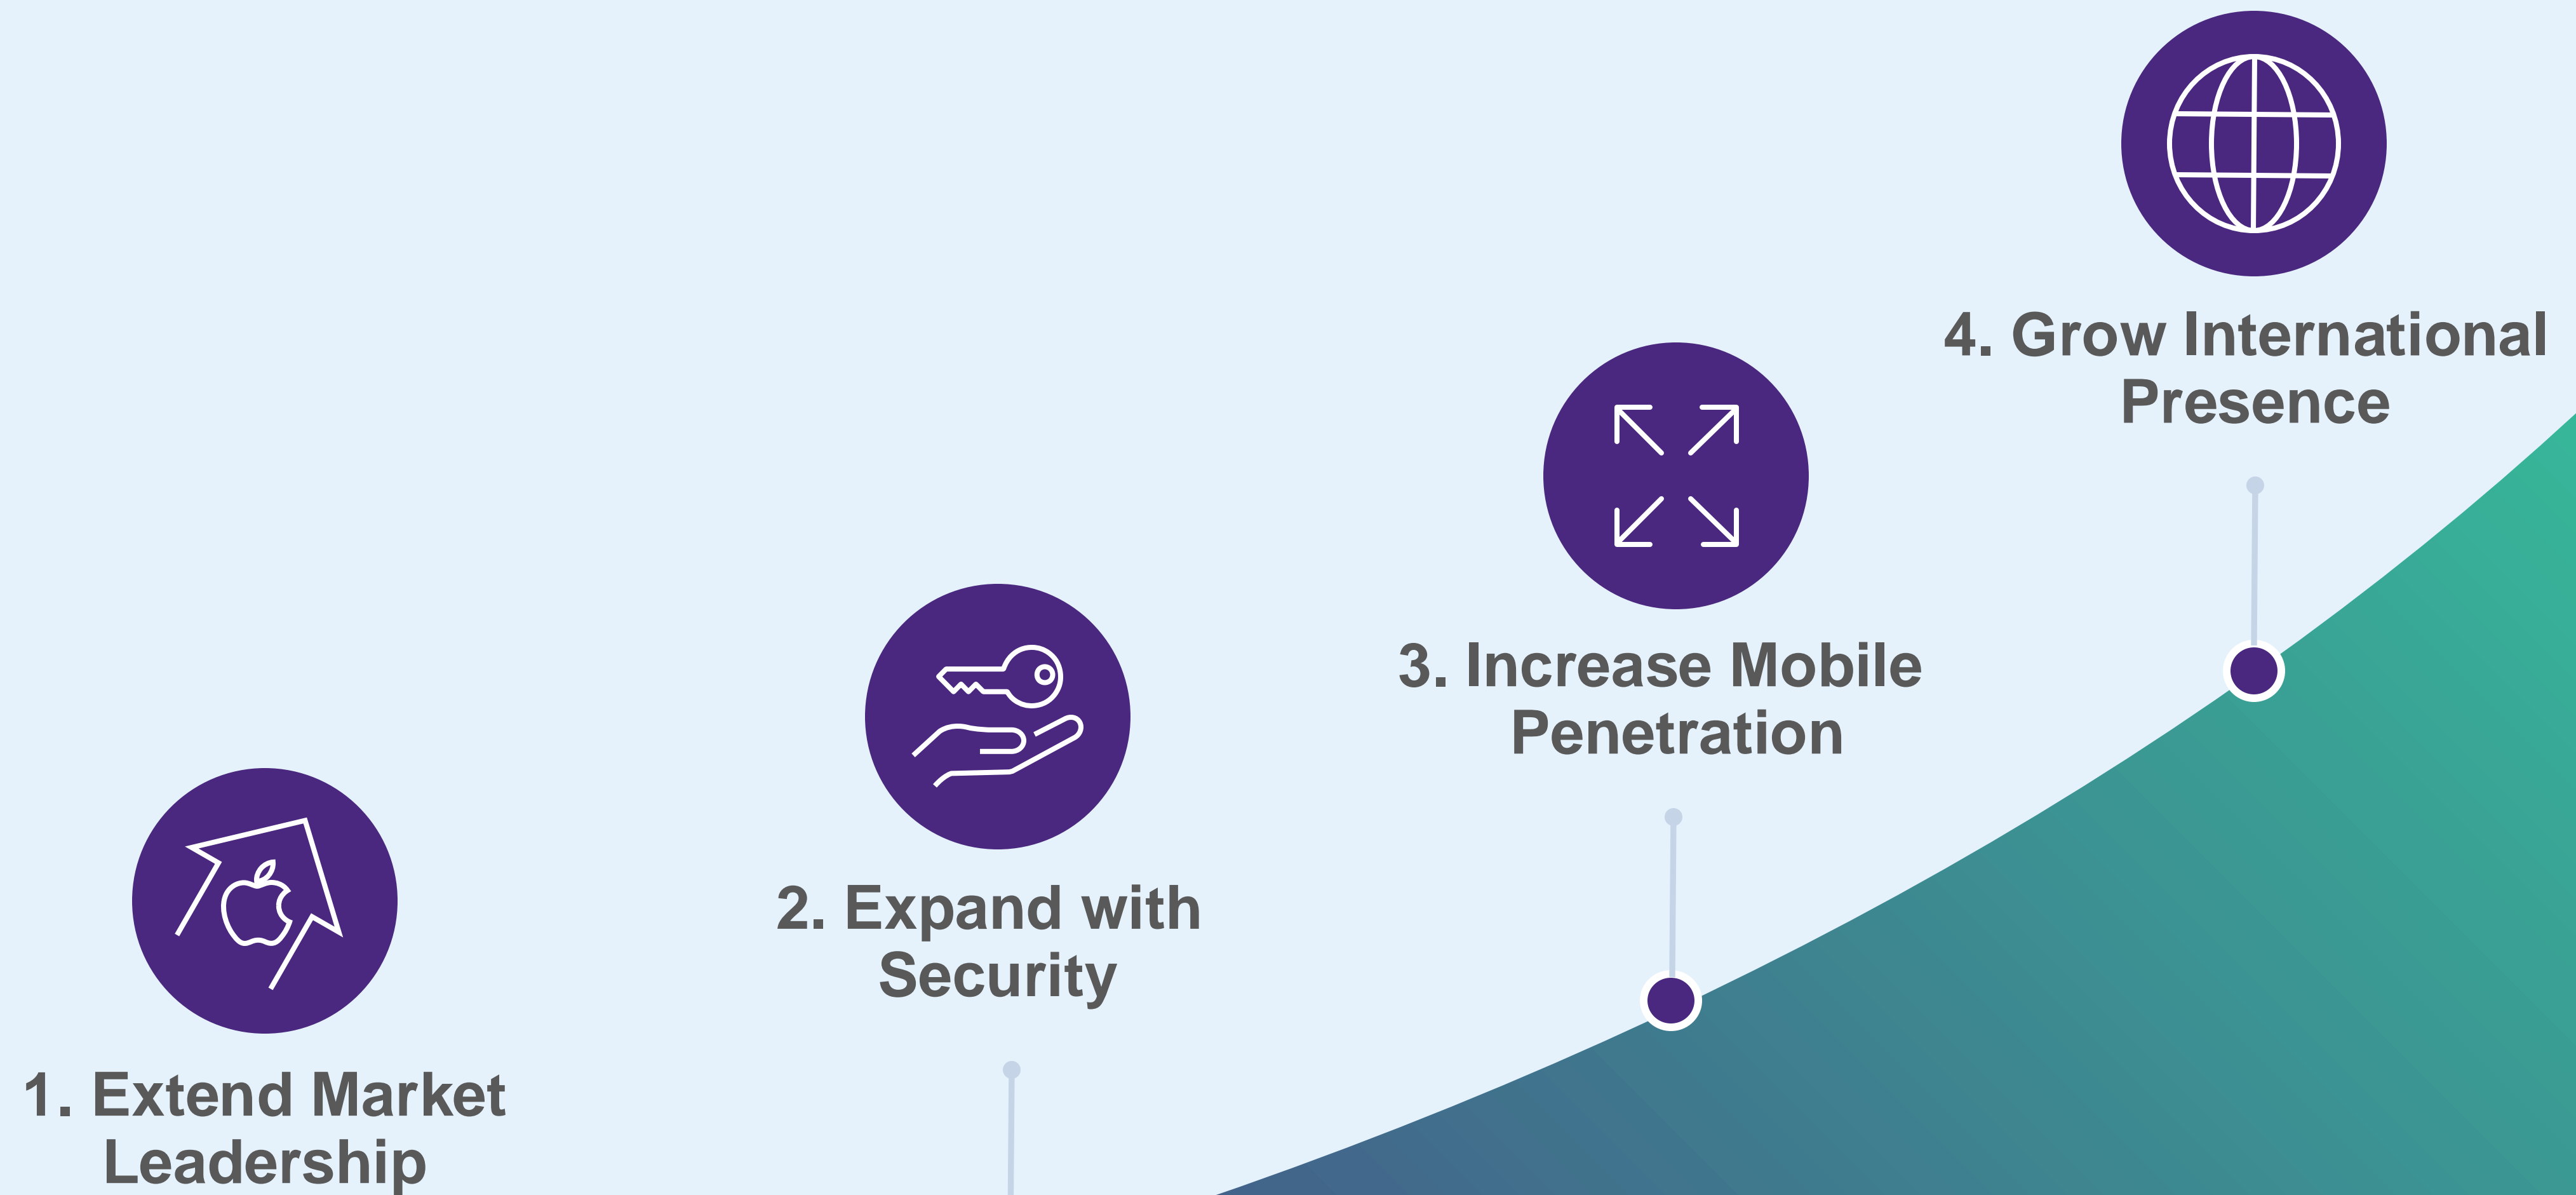 1. Extend Market
Leadership
2. Expand with
Security
3. Increase Mobile
Penetration
4. Grow International
Presence